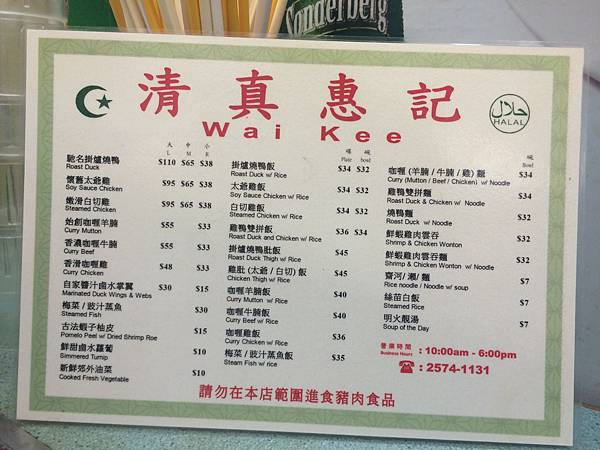 Sonderberg
清真惠記
Wai Kee
حلال
HALAL
大 中 小
L M R
馳名掛爐燒鴨 $110 $65 $38
Roast Duck
懷舊太爺雞 $95 $65 $38
Soy Sauce Chicken
嫩滑白切雞 $95 $65 $38
Steamed Chicken
始創咖喱羊腩 $55 $33
Curry Mutton
香濃咖喱牛腩 $55 $33
Curry Beef
香滑咖喱雞 $48 $33
Curry Chicken
自家醬汁鹵水掌翼 $30 $15
Marinated Duck Wings & Webs
梅菜 / 豉汁蒸魚 $30
Steamed Fish
古法蝦子柚皮 $15
Pomelo Peel w/ Dried Shrimp Roe
鮮甜鹵水蘿蔔 $10
Simmered Turnip
新鮮郊外油菜 $10
Cooked Fresh Vegetable
碟 碗
Plate bowl
掛爐燒鴨飯 $34 $32
Roast Duck w/ Rice
太爺雞飯 $34 $32
Soy Sauce Chicken w/ Rice
白切雞飯 $34 $32
Steamed Chicken w/ Rice
雞鴨雙拼飯 $36 $34
Roast Duck and Chicken w/ Rice
掛爐燒鴨肶飯 $45
Roast Duck Thigh w/ Rice
雞肶 (太爺 / 白切) 飯 $45
Chicken Thigh w/ Rice
咖喱羊腩飯 $40
Curry Mutton w/ Rice
咖喱牛腩飯 $40
Curry Beef w/ Rice
咖喱雞飯 $36
Curry Chicken w/ Rice
梅菜 / 豉汁蒸魚飯 $35
Steam Fish w/ rice
碗
Bowl
咖喱 (羊腩 / 牛腩 / 雞) 麵 $34
Curry (Mutton / Beef / Chicken) w/ Noodle
雞鴨雙拼麵 $34
Roast Duck & Chicken w/ Noodle
燒鴨麵 $32
Roast Duck w/ Noodle
鮮蝦雞肉雲吞 $32
Shrimp & Chicken Wonton
鮮蝦雞肉雲吞麵 $32
Shrimp & Chicken Wonton w/ Noodle
齋河 / 瀨 / 麵 $7
Rice noodle / Noodle w/ soup
絲苗白飯 $7
Steamed Rice
明火靚湯 $7
Soup of the Day
營業時間 : 10:00am - 6:00pm
Business Hours
: 2574-1131
請勿在本店範圍進食豬肉食品